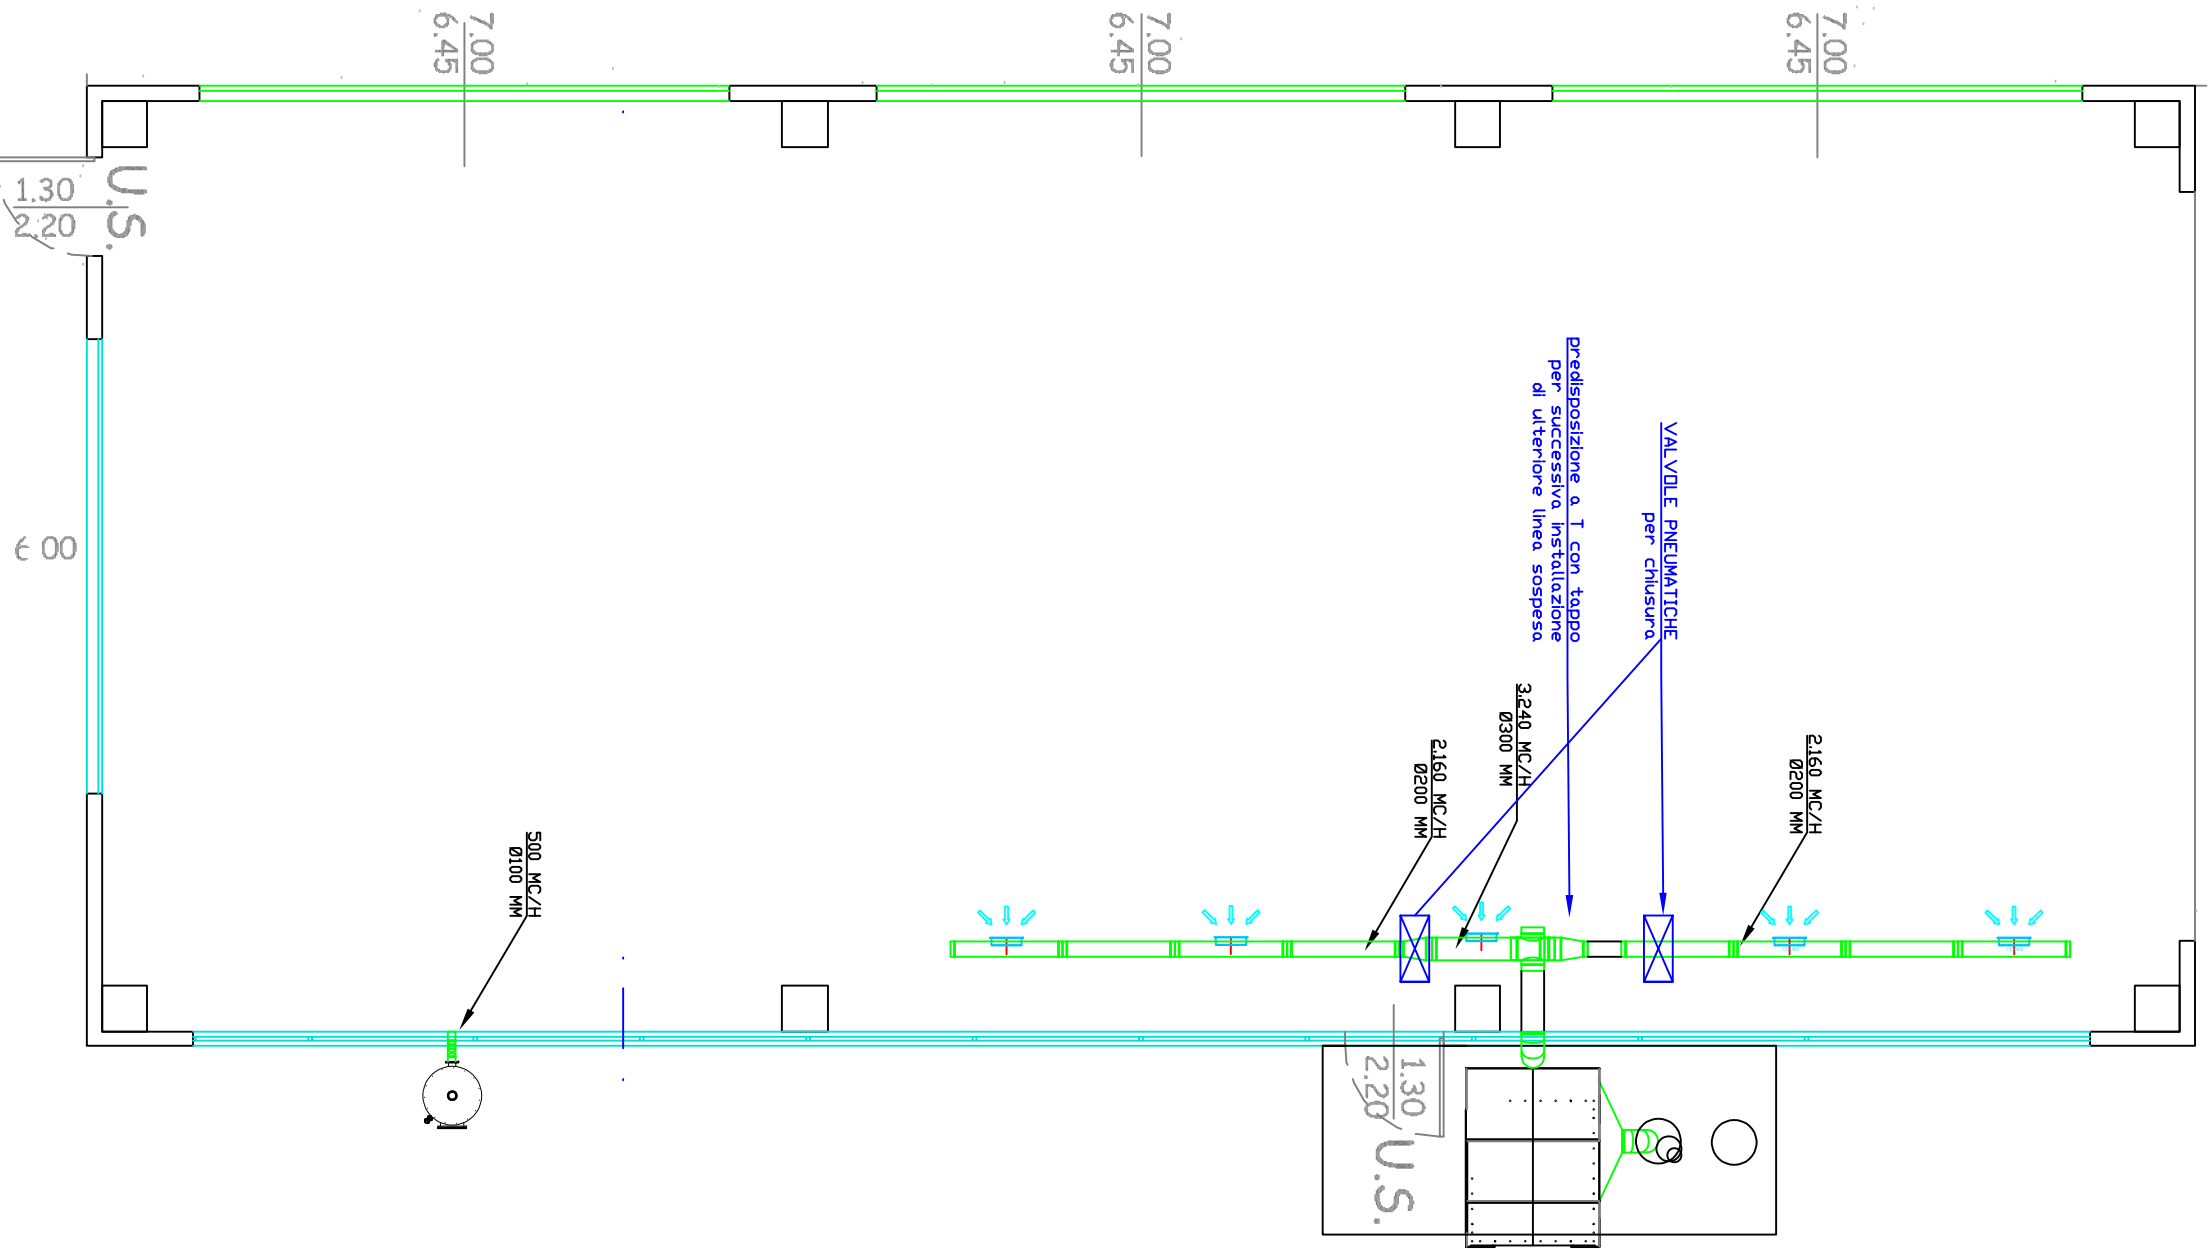 7.00
6.45
7.00
6.45
7.00
6.45
U.S.
1.30
2.20
predisposizione a T con tappo
per successiva installazione
di ulteriore linea sospesa
VALVOLE PNEUMATICHE
per chiusura
3.240 MC/H
Ø300 MM
2.160 MC/H
Ø200 MM
2.160 MC/H
Ø200 MM
500 MC/H
Ø100 MM
1.30
2.20
U.S.